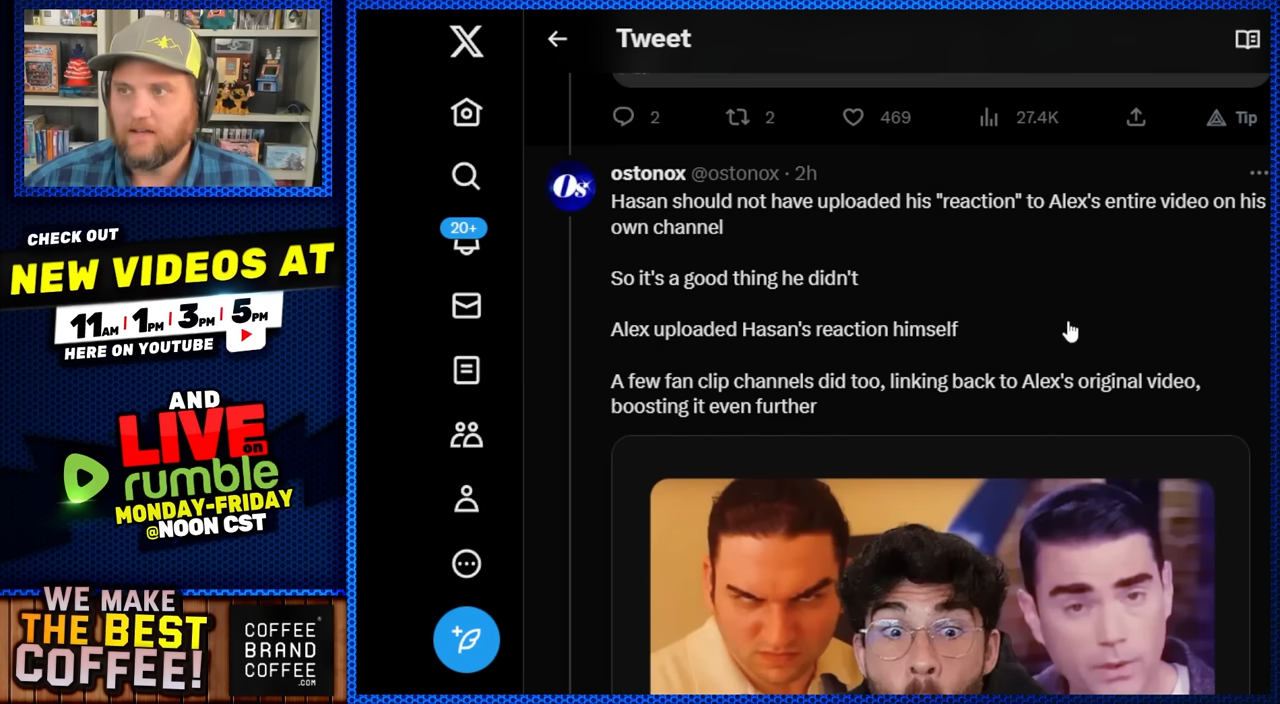 CHECK OUT
NEW VIDEOS AT
11AM | 1PM | 3PM | 5PM
HERE ON YOUTUBE
AND
LIVE on
rumble
MONDAY-FRIDAY
@NOON CST
WE MAKE
THE BEST
COFFEE!
COFFEE
BRAND
COFFEE
.COM
Tweet
2 2 469 27.4K Tip
Os
ostonox @ostonox · 2h
Hasan should not have uploaded his "reaction" to Alex's entire video on his
own channel
So it's a good thing he didn't
Alex uploaded Hasan's reaction himself
A few fan clip channels did too, linking back to Alex's original video,
boosting it even further
20+